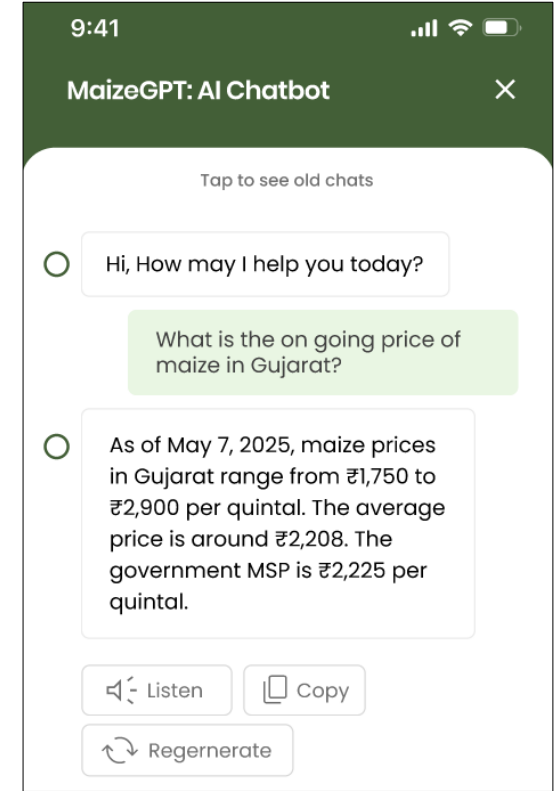 9:41
MaizeGPT: AI Chatbot
Tap to see old chats
Hi, How may I help you today?
What is the on going price of
maize in Gujarat?
As of May 7, 2025, maize prices
in Gujarat range from ₹1,750 to
₹2,900 per quintal. The average
price is around ₹2,208. The
government MSP is ₹2,225 per
quintal.
Listen
Copy
Regernerate